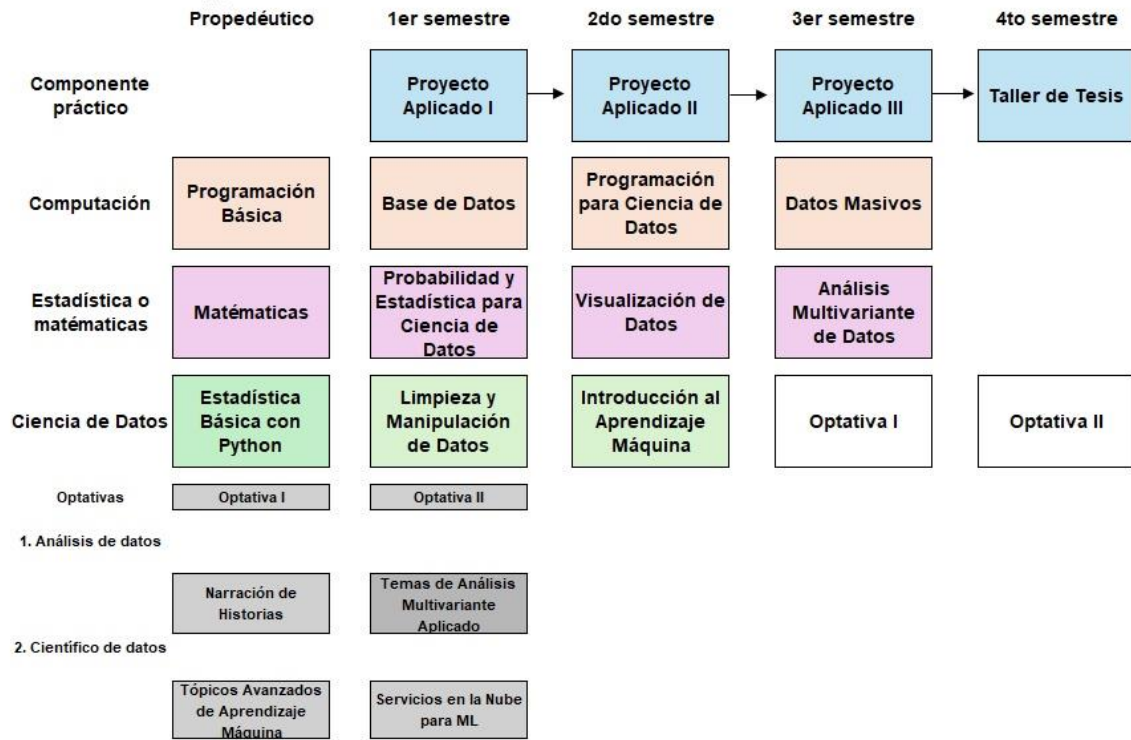 Propedéutico 1er semestre 2do semestre 3er semestre 4to semestre
Componente
práctico
Proyecto
Aplicado I
Proyecto
Aplicado II
Proyecto
Aplicado III
Taller de Tesis
Computación
Programación
Básica
Base de Datos
Programación
para Ciencia de
Datos
Datos Masivos
Estadística o
matématicas
Matématicas
Probabilidad y
Estadística para
Ciencia de
Datos
Visualización de
Datos
Análisis
Multivariante
de Datos
Ciencia de Datos
Estadística
Básica con
Python
Limpieza y
Manipulación
de Datos
Introducción al
Aprendizaje
Máquina
Optativa I
Optativa II
Optativas
Optativa I
Optativa II
1. Análisis de datos
Narración de
Historias
Temas de Análisis
Multivariante
Aplicado
2. Científico de datos
Tópicos Avanzados
de Aprendizaje
Máquina
Servicios en la Nube
para ML